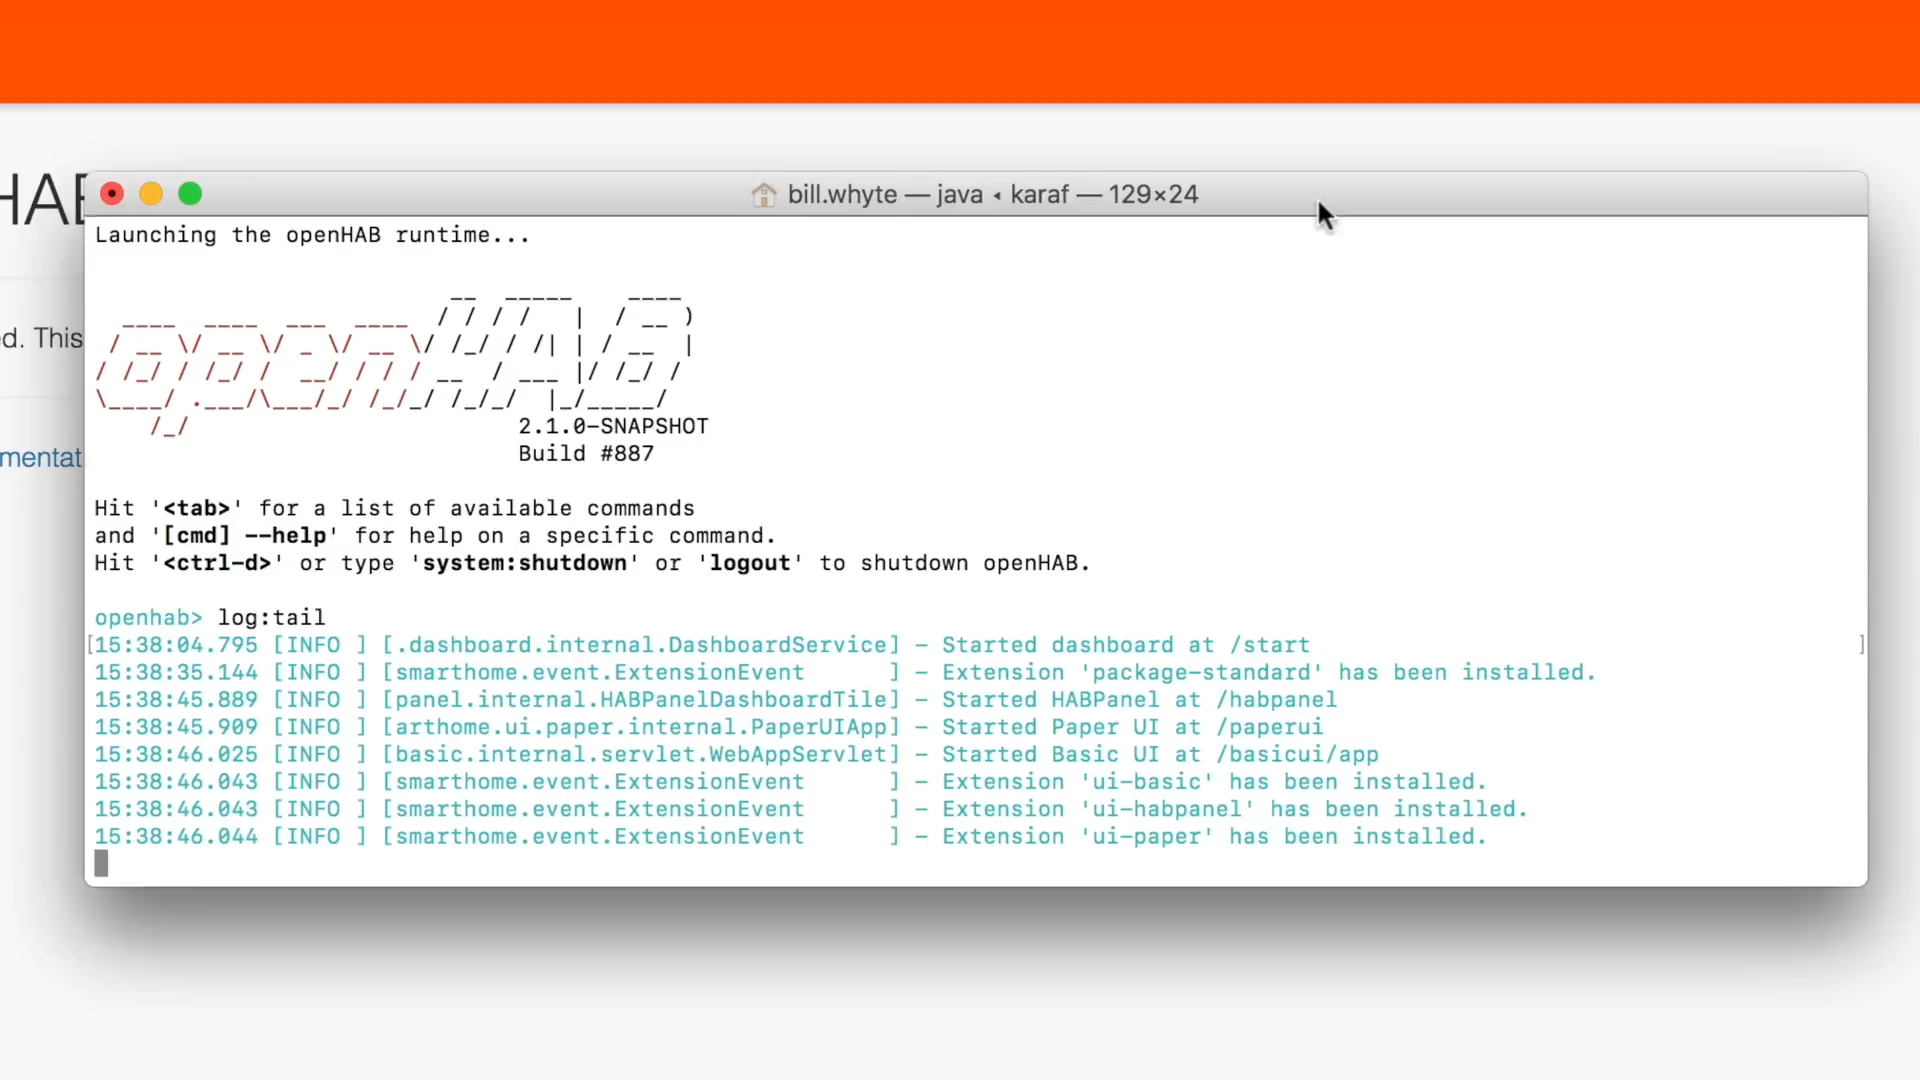 HAB
d. This
mentat
bill.whyte — java ◂ karaf — 129×24
Launching the openHAB runtime...
openHAB
2.1.0-SNAPSHOT
Build #887
Hit '<tab>' for a list of available commands
and '[cmd] --help' for help on a specific command.
Hit '<ctrl-d>' or type 'system:shutdown' or 'logout' to shutdown openHAB.
openhab> log:tail
[15:38:04.795 [INFO ] [.dashboard.internal.DashboardService] - Started dashboard at /start ]
15:38:35.144 [INFO ] [smarthome.event.ExtensionEvent       ] - Extension 'package-standard' has been installed.
15:38:45.889 [INFO ] [panel.internal.HABPanelDashboardTile] - Started HABPanel at /habpanel
15:38:45.909 [INFO ] [arthome.ui.paper.internal.PaperUIApp] - Started Paper UI at /paperui
15:38:46.025 [INFO ] [basic.internal.servlet.WebAppServlet] - Started Basic UI at /basicui/app
15:38:46.043 [INFO ] [smarthome.event.ExtensionEvent       ] - Extension 'ui-basic' has been installed.
15:38:46.043 [INFO ] [smarthome.event.ExtensionEvent       ] - Extension 'ui-habpanel' has been installed.
15:38:46.044 [INFO ] [smarthome.event.ExtensionEvent       ] - Extension 'ui-paper' has been installed.